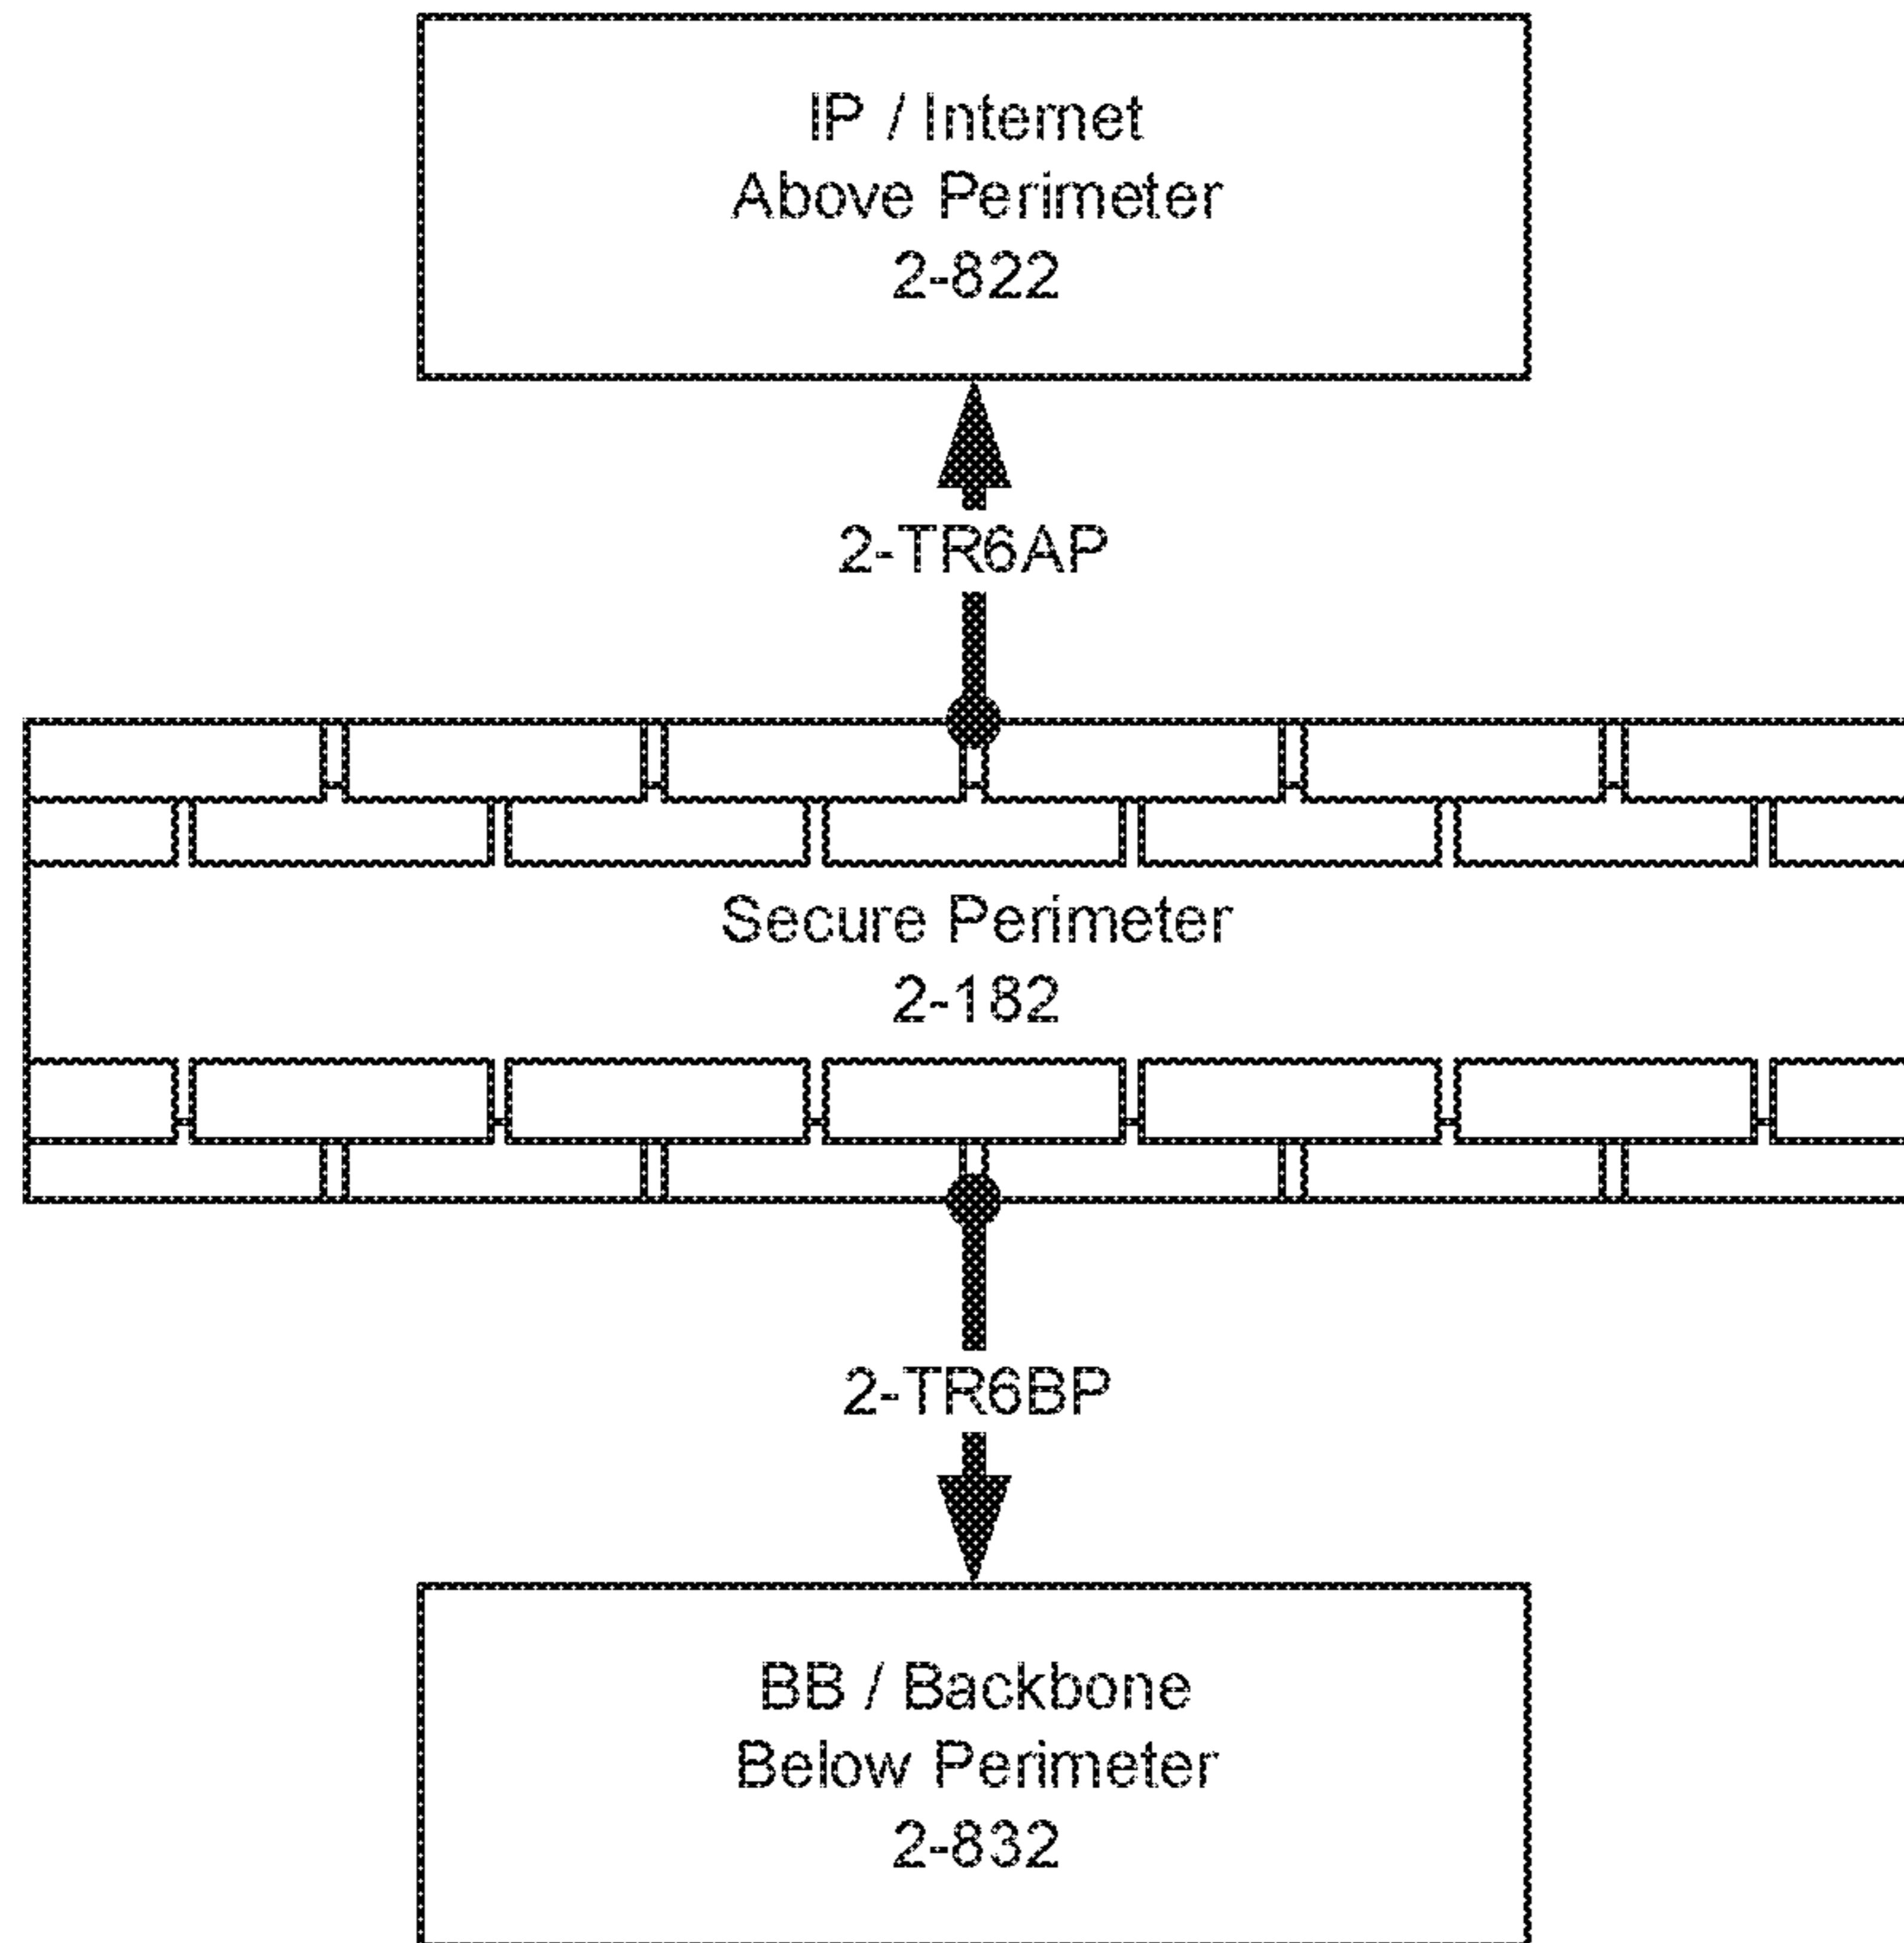 IP / Internet
Above Perimeter
2-822
2-TR6AP
Secure Perimeter
2-182
2-TR6BP
BB / Backbone
Below Perimeter
2-832